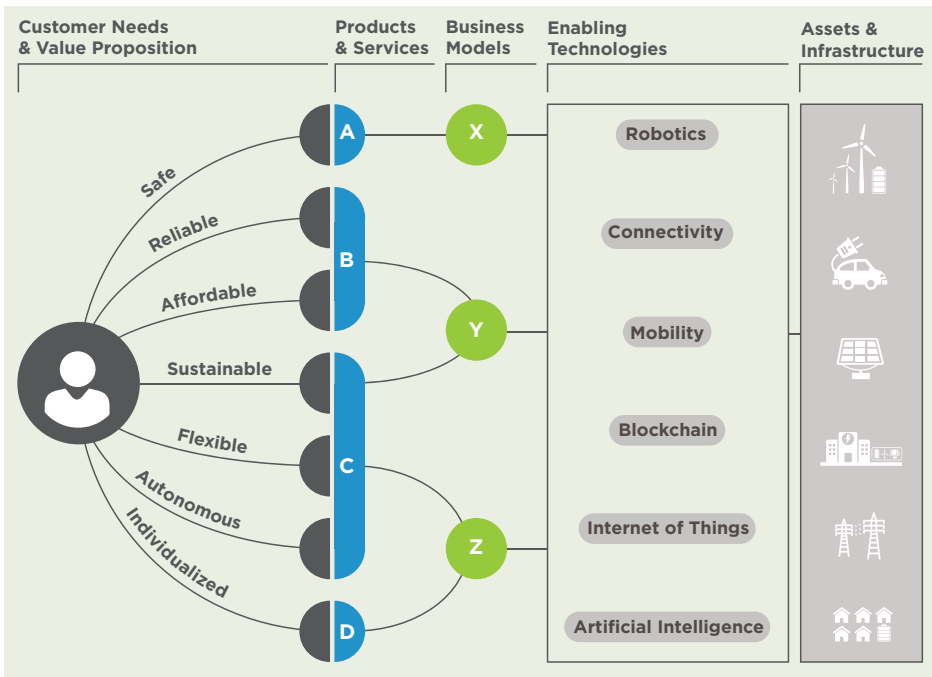 Customer Needs
& Value Proposition
Products
& Services
Business
Models
Enabling
Technologies
Assets &
Infrastructure
Safe
Reliable
Affordable
Sustainable
Flexible
Autonomous
Individualized
A
B
C
D
X
Y
Z
Robotics
Connectivity
Mobility
Blockchain
Internet of Things
Artificial Intelligence